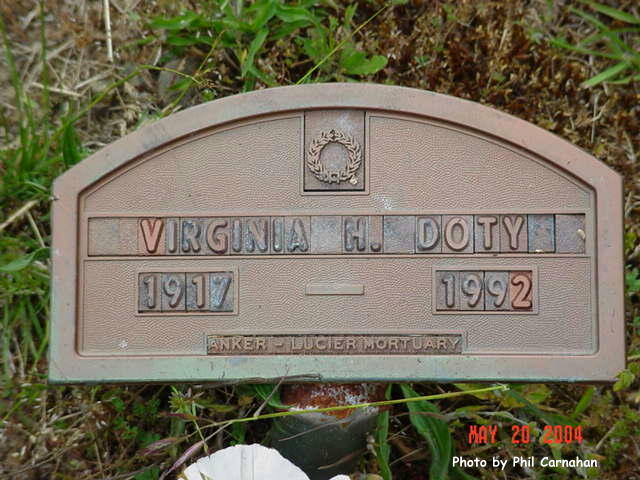 VIRGINIA H. DOTY
1917 1992
ANKER - LUCIER MORTUARY
MAY 20 2004
Photo by Phil Carnahan